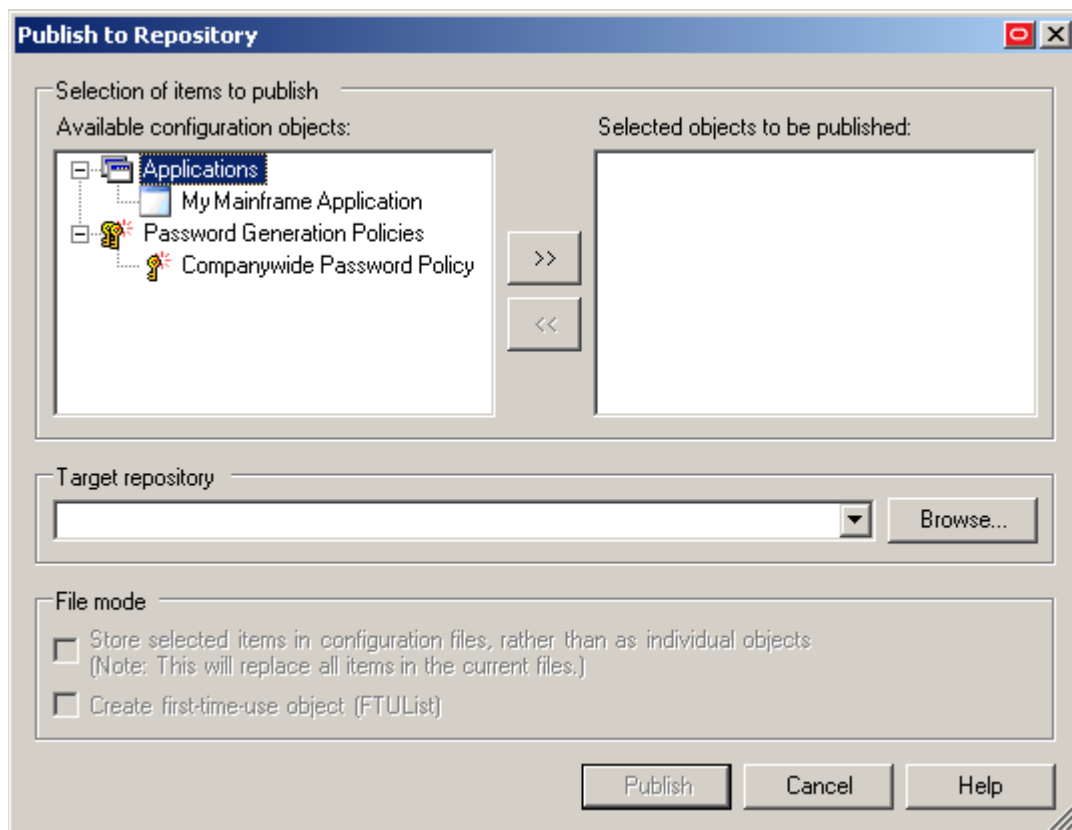 Publish to Repository
Selection of items to publish
Available configuration objects:
Selected objects to be published:
Applications
My Mainframe Application
Password Generation Policies
Companywide Password Policy
>>
<<
Target repository
Browse...
File mode
Store selected items in configuration files, rather than as individual objects
(Note: This will replace all items in the current files.)
Create first-time-use object (FTUList)
Publish
Cancel
Help